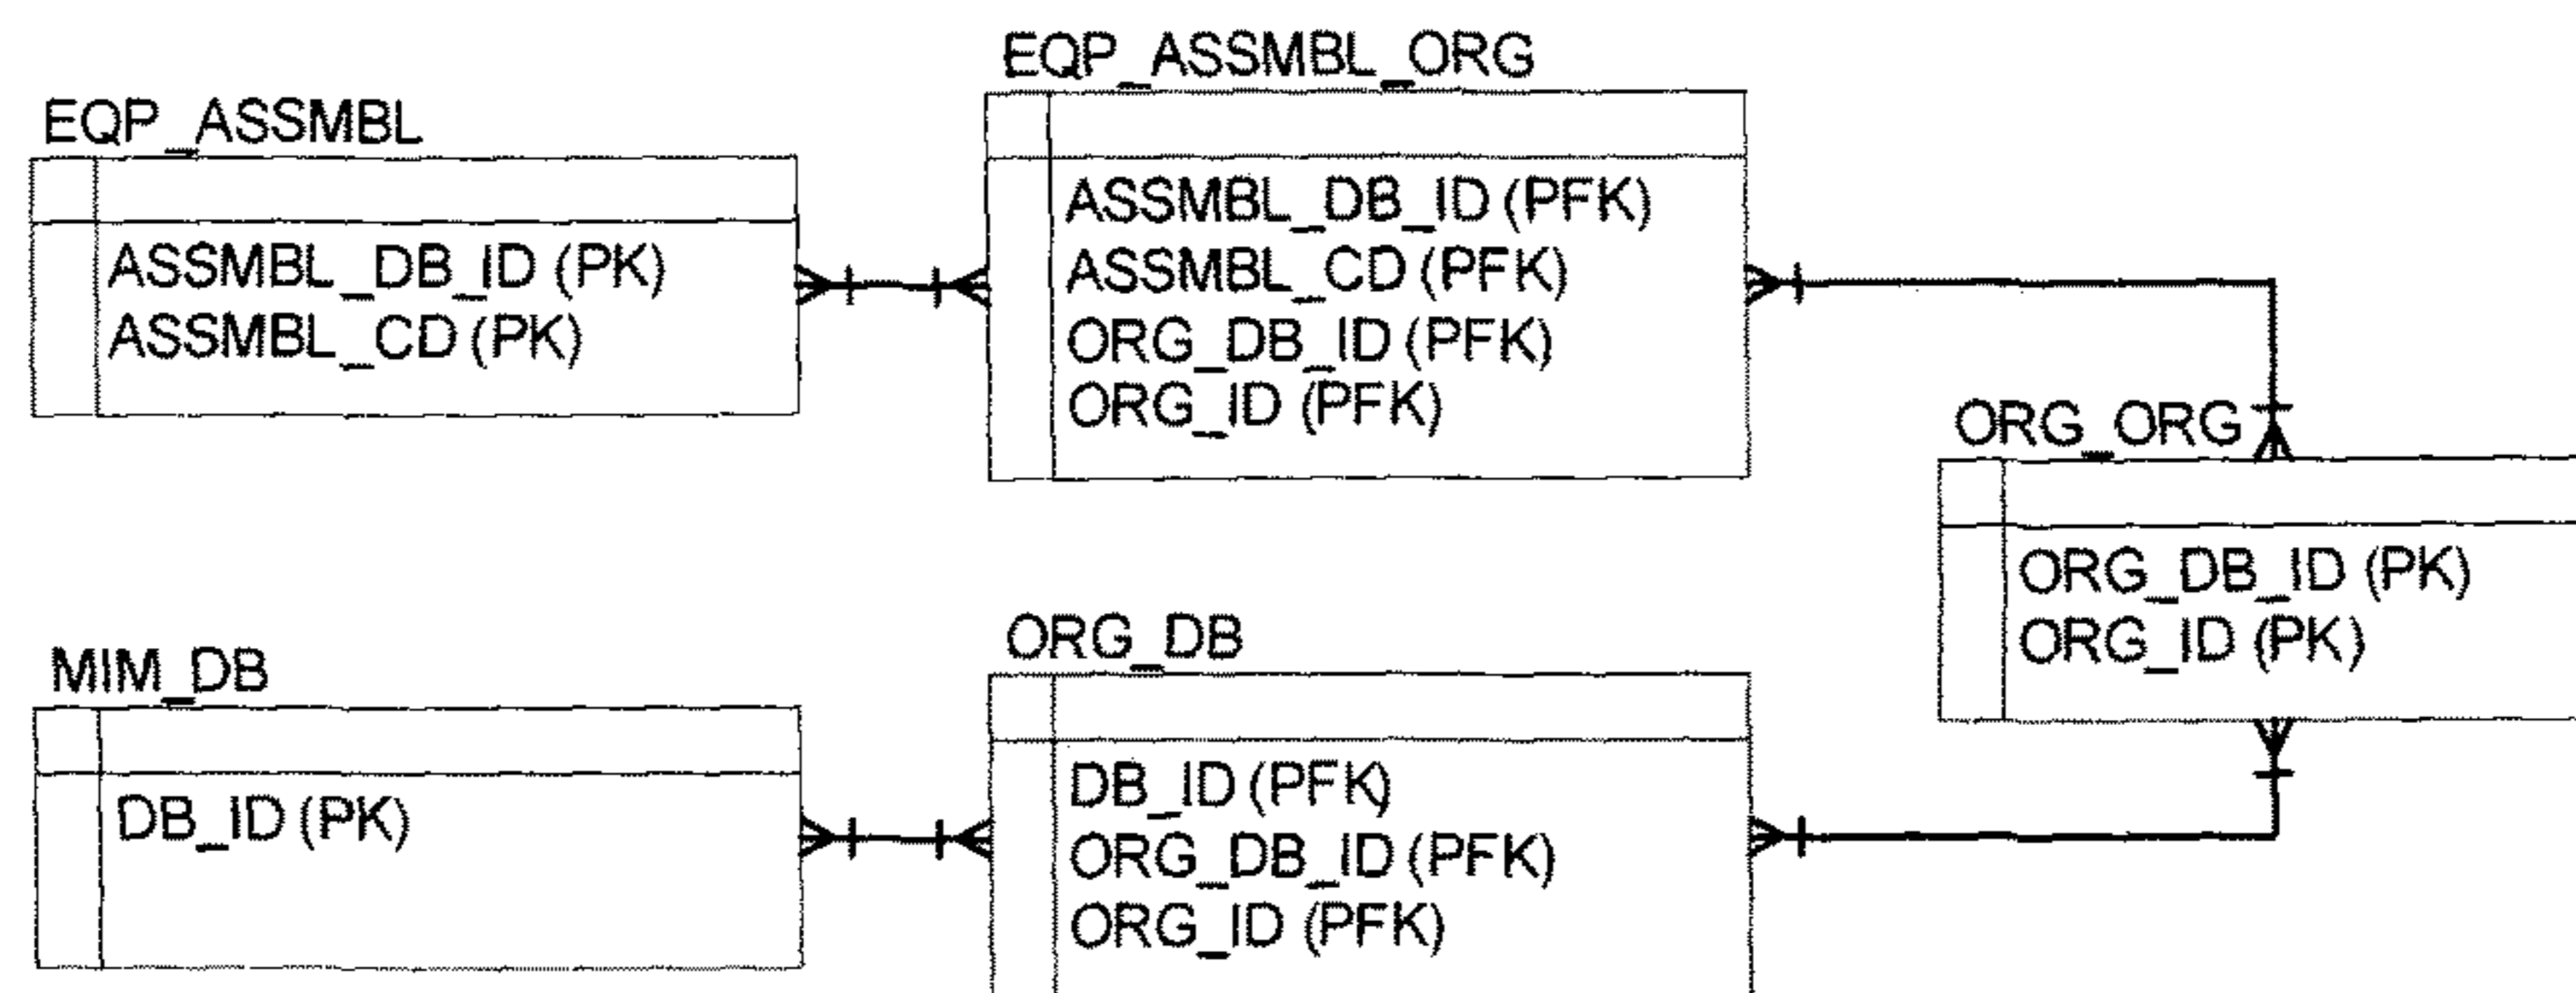 EQP_ASSMBL
ASSMBL_DB_ID (PK)
ASSMBL_CD (PK)
EQP_ASSMBL_ORG
ASSMBL_DB_ID (PFK)
ASSMBL_CD (PFK)
ORG_DB_ID (PFK)
ORG_ID (PFK)
ORG_ORG
ORG_DB_ID (PK)
ORG_ID (PK)
MIM_DB
DB_ID (PK)
ORG_DB
DB_ID (PFK)
ORG_DB_ID (PFK)
ORG_ID (PFK)